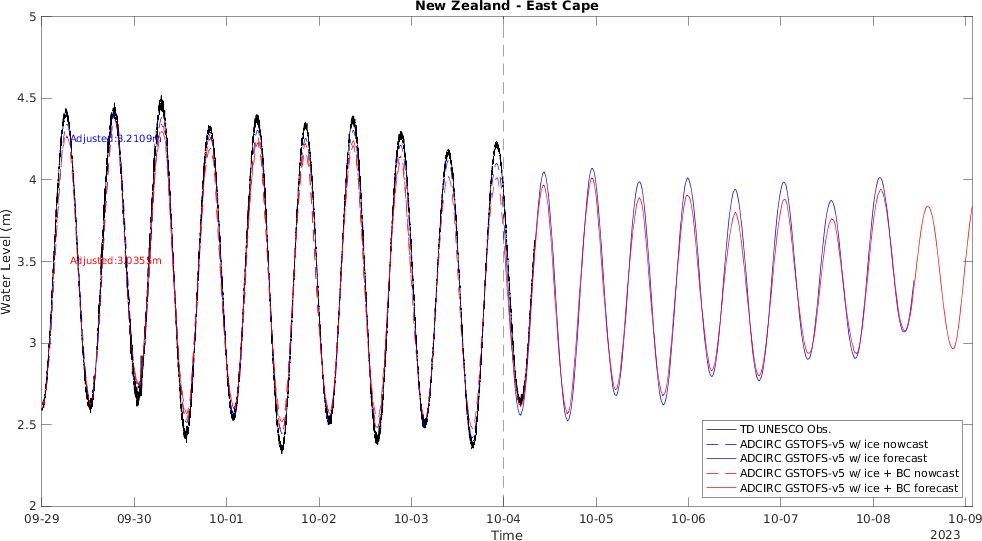 New Zealand - East Cape
5
4.5
4
3.5
3
2.5
2
Water Level (m)
Adjusted:3.2109m
Adjusted:3.0355m
TD UNESCO Obs.
ADCIRC GSTOFS-v5 w/ ice nowcast
ADCIRC GSTOFS-v5 w/ ice forecast
ADCIRC GSTOFS-v5 w/ ice + BC nowcast
ADCIRC GSTOFS-v5 w/ ice + BC forecast
09-29 09-30 10-01 10-02 10-03 10-04 10-05 10-06 10-07 10-08 10-09
Time
2023